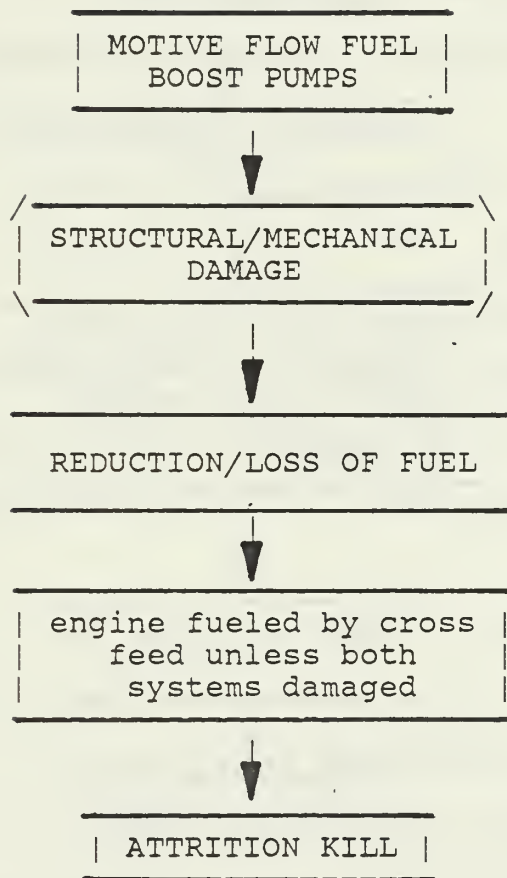 MOTIVE FLOW FUEL
BOOST PUMPS
STRUCTURAL/MECHANICAL
DAMAGE
REDUCTION/LOSS OF FUEL
engine fueled by cross
feed unless both
systems damaged
ATTRITION KILL